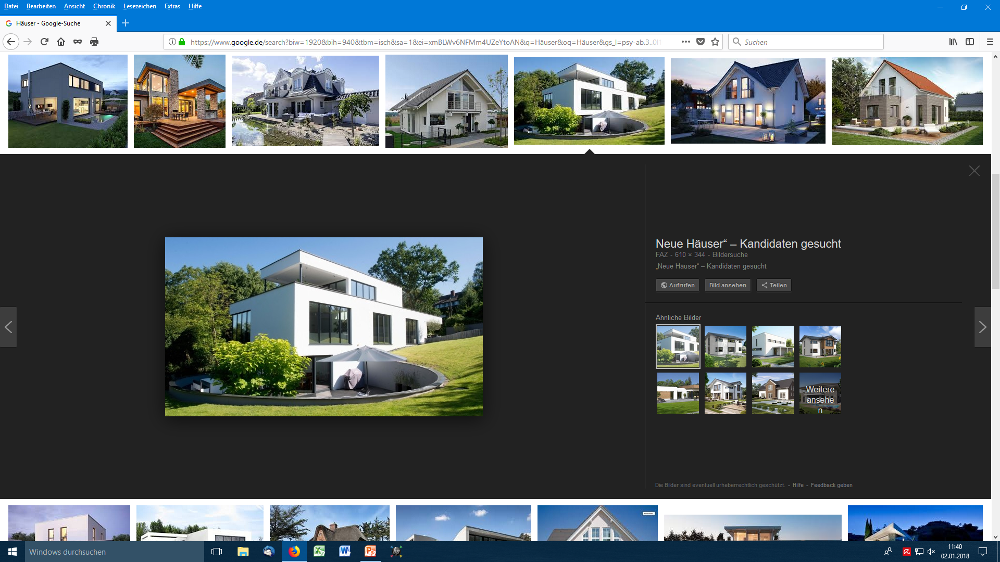 Datei Bearbeiten Ansicht Chronik Lesezeichen Extras Hilfe
Häuser - Google-Suche
https://www.google.de/search?biw=1920&bih=940&tbm=isch&sa=1&ei=xmBLWv6NFMm4UZeYtoAN&q=Häuser&oq=Häuser&gs_l=psy-ab.3..0l1
Suchen
Neue Häuser“ – Kandidaten gesucht
FAZ - 610 × 344 - Bildersuche
„Neue Häuser“ – Kandidaten gesucht
Aufrufen Bild ansehen Teilen
Ähnliche Bilder
Weitere
ansehe
n
Die Bilder sind eventuell urheberrechtlich geschützt. - Hilfe - Feedback geben
Windows durchsuchen
11:40
02.01.2018